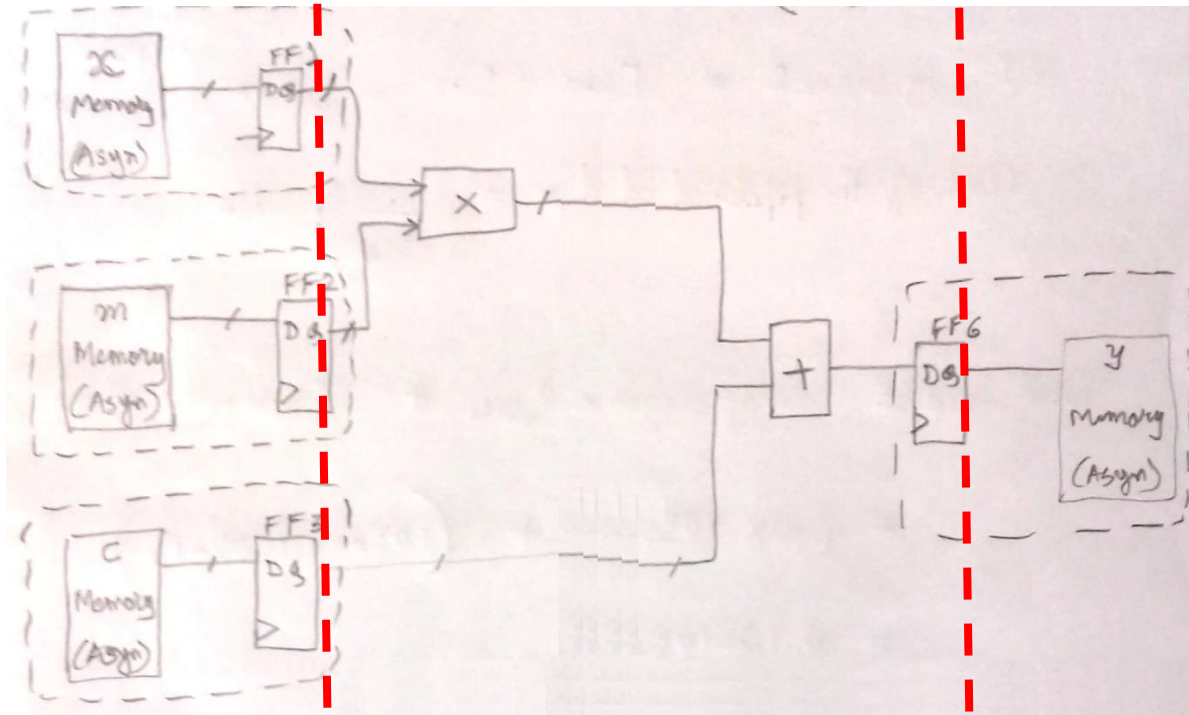 x
Memory
(Asyn)
FF1
DQ
×
m
Memory
(Asyn)
FF2
DQ
+
FF6
DQ
y
Memory
(Asyn)
C
Memory
(Asyn)
FF3
DQ